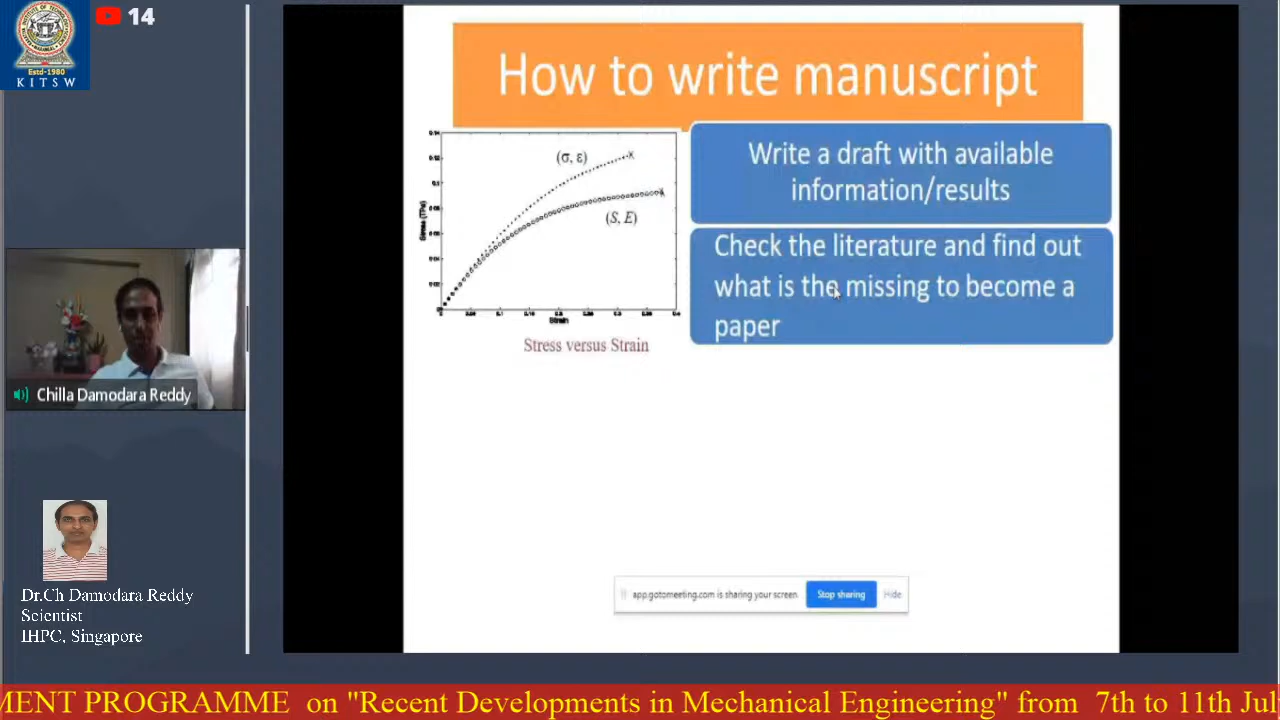 Estd-1980
KITSW
14
How to write manuscript
Write a draft with available
information/results
Check the literature and find out
what is the missing to become a
paper
(σ, ε)
(S, E)
Stress (TPa)
Strain
Stress versus Strain
Chilla Damodara Reddy
Dr.Ch Damodara Reddy
Scientist
IHPC, Singapore
app.gotomeeting.com is sharing your screen.
Stop sharing
Hide
MENT PROGRAMME on "Recent Developments in Mechanical Engineering" from 7th to 11th Jul